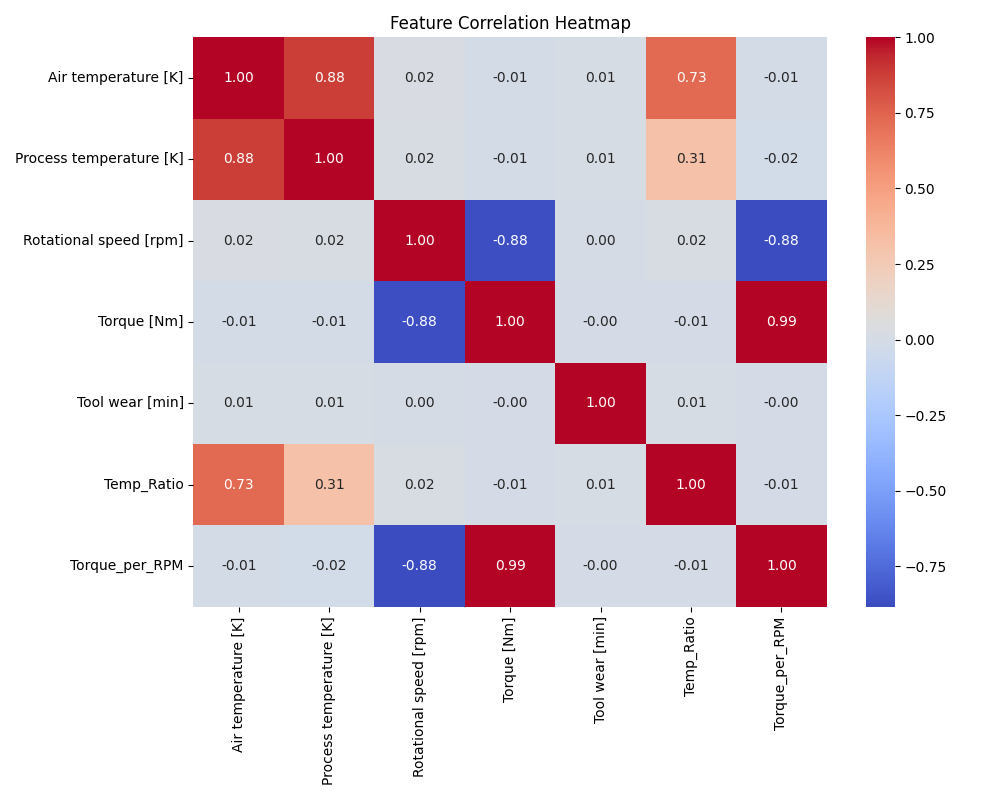 Feature Correlation Heatmap
Air temperature [K] 1.00 0.88 0.02 -0.01 0.01 0.73 -0.01
Process temperature [K] 0.88 1.00 0.02 -0.01 0.01 0.31 -0.02
Rotational speed [rpm] 0.02 0.02 1.00 -0.88 0.00 0.02 -0.88
Torque [Nm] -0.01 -0.01 -0.88 1.00 -0.00 -0.01 0.99
Tool wear [min] 0.01 0.01 0.00 -0.00 1.00 0.01 -0.00
Temp_Ratio 0.73 0.31 0.02 -0.01 0.01 1.00 -0.01
Torque_per_RPM -0.01 -0.02 -0.88 0.99 -0.00 -0.01 1.00
Air temperature [K]
Process temperature [K]
Rotational speed [rpm]
Torque [Nm]
Tool wear [min]
Temp_Ratio
Torque_per_RPM
1.00
0.75
0.50
0.25
0.00
−0.25
−0.50
−0.75